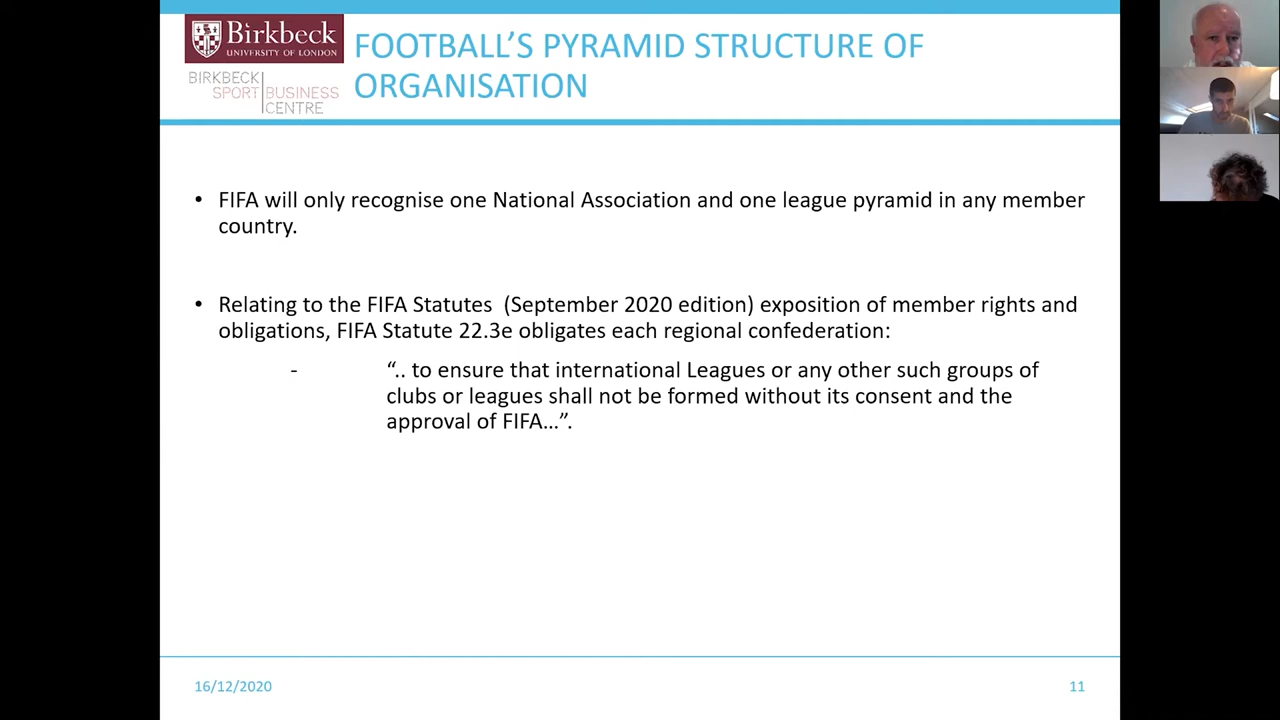 Birkbeck
UNIVERSITY OF LONDON
BIRKBECK
SPORT BUSINESS
CENTRE
FOOTBALL’S PYRAMID STRUCTURE OF
ORGANISATION
• FIFA will only recognise one National Association and one league pyramid in any member
country.
• Relating to the FIFA Statutes (September 2020 edition) exposition of member rights and
obligations, FIFA Statute 22.3e obligates each regional confederation:
- “.. to ensure that international Leagues or any other such groups of
clubs or leagues shall not be formed without its consent and the
approval of FIFA…”.
16/12/2020
11